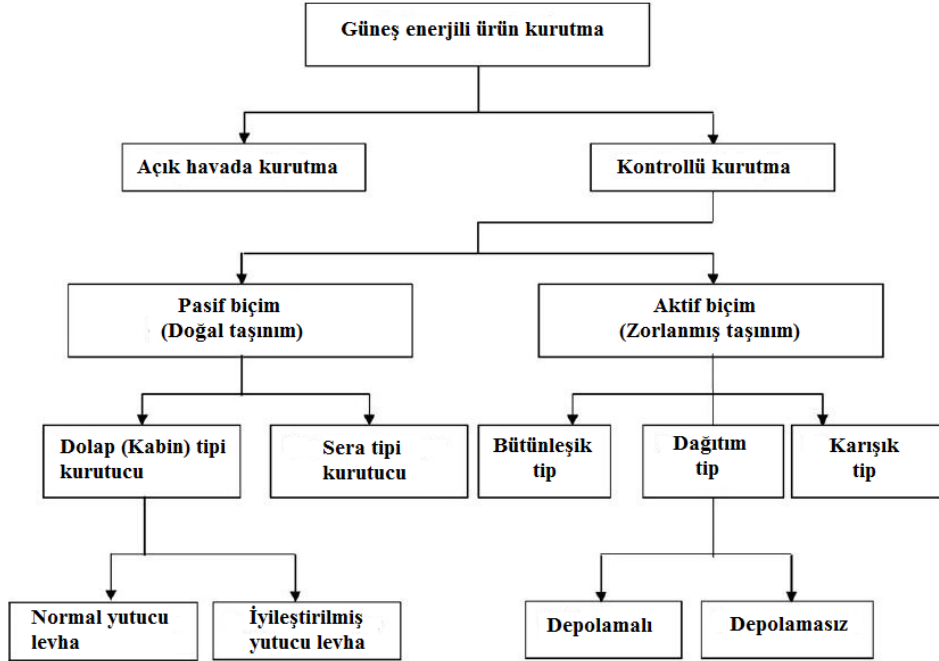 Güneş enerjili ürün kurutma
Açık havada kurutma
Kontrollü kurutma
Pasif biçim
(Doğal taşınım)
Aktif biçim
(Zorlanmış taşınım)
Dolap (Kabin) tipi
kurutucu
Sera tipi
kurutucu
Bütünleşik
tip
Dağıtım
tip
Karışık
tip
Normal yutucu
levha
İyileştirilmiş
yutucu levha
Depolamalı
Depolamasız